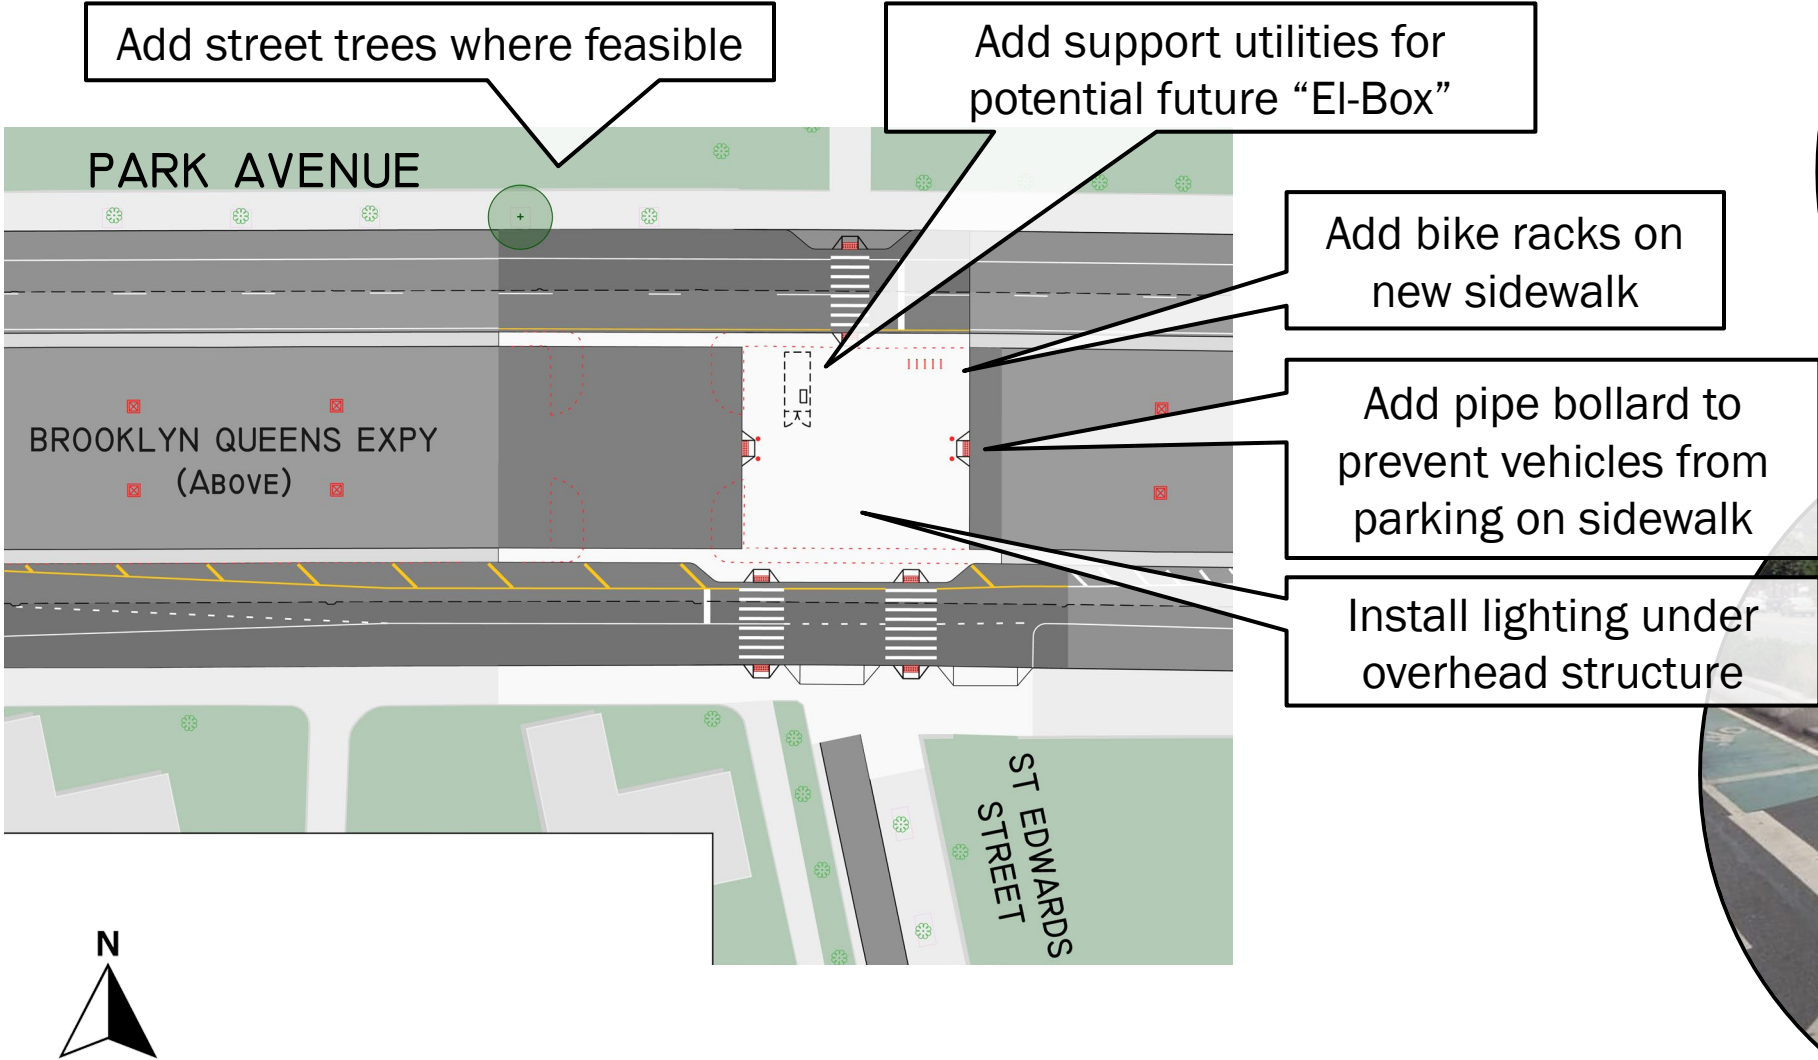 Add street trees where feasible
Add support utilities for
potential future “El-Box”
PARK AVENUE
Add bike racks on
new sidewalk
Add pipe bollard to
prevent vehicles from
parking on sidewalk
BROOKLYN QUEENS EXPY
(ABOVE)
Install lighting under
overhead structure
ST EDWARDS
STREET
N